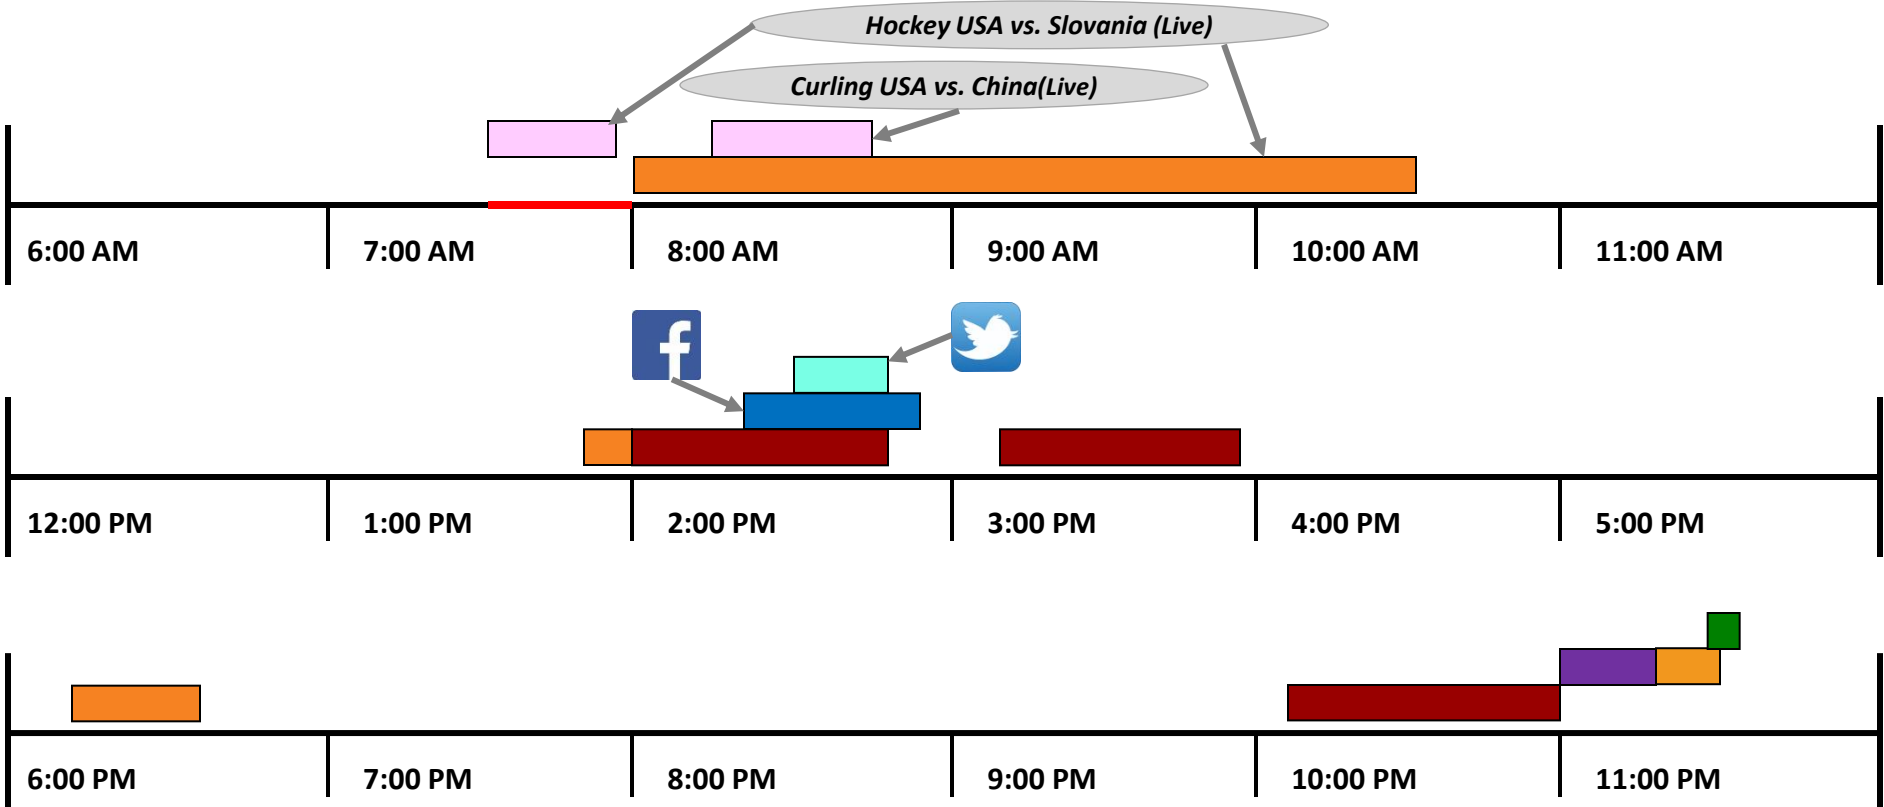 Hockey USA vs. Slovania (Live)
Curling USA vs. China(Live)
6:00 AM 7:00 AM 8:00 AM 9:00 AM 10:00 AM 11:00 AM
12:00 PM 1:00 PM 2:00 PM 3:00 PM 4:00 PM 5:00 PM
6:00 PM 7:00 PM 8:00 PM 9:00 PM 10:00 PM 11:00 PM